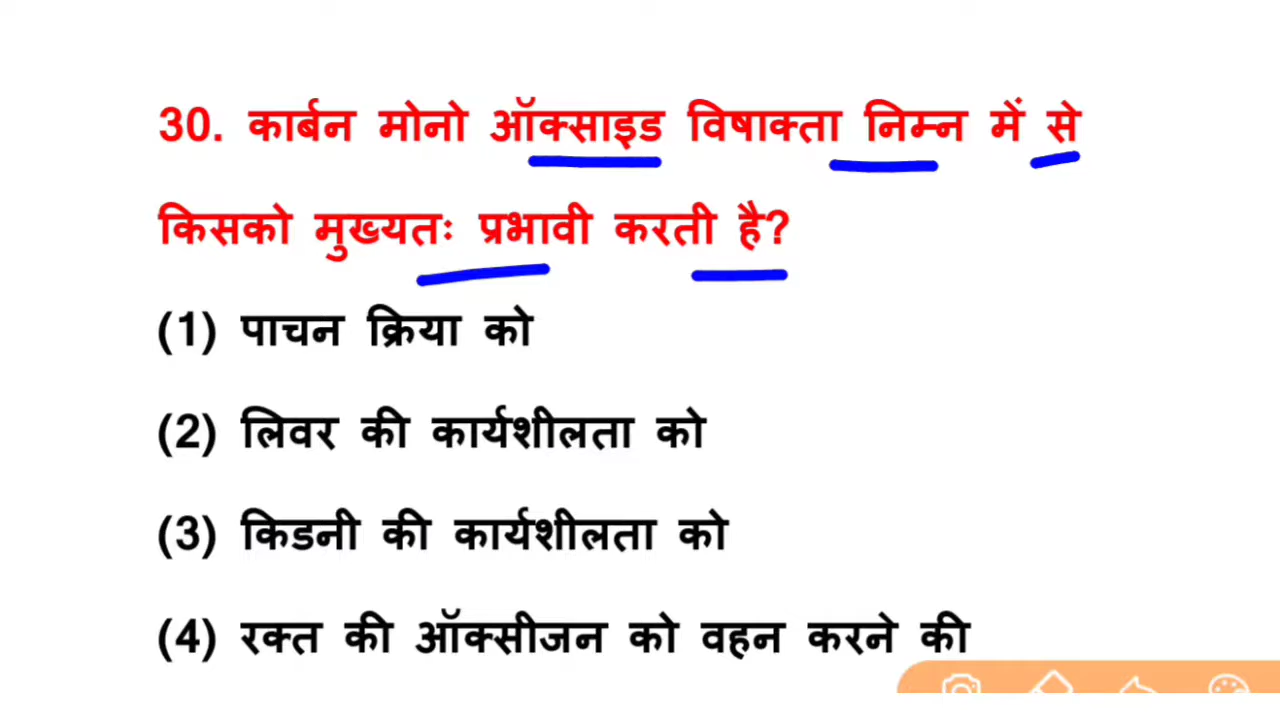 30. कार्बन मोनो ऑक्साइड विषाक्ता निम्न में से
किसको मुख्यतः प्रभावी करती है?
(1) पाचन क्रिया को
(2) लिवर की कार्यशीलता को
(3) किडनी की कार्यशीलता को
(4) रक्त की ऑक्सीजन को वहन करने की